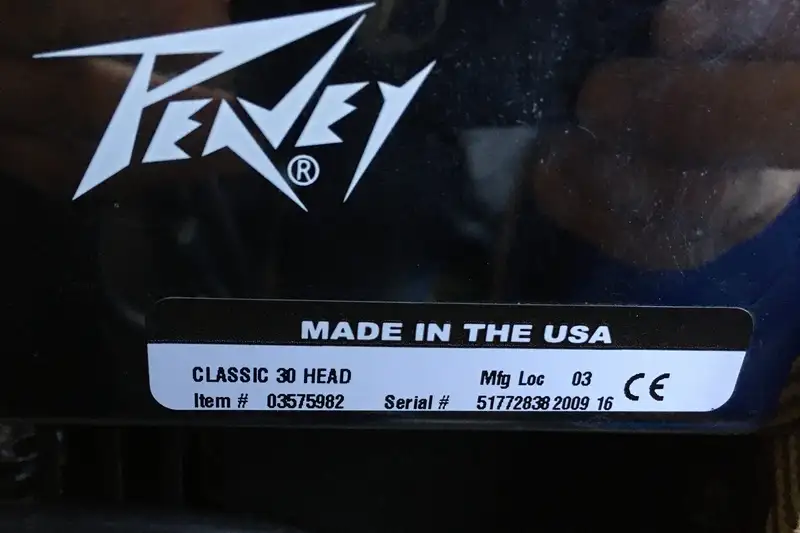 PEAVEY®
MADE IN THE USA
CLASSIC 30 HEAD Mfg Loc 03 CE
Item # 03575982 Serial # 51772838 2009 16